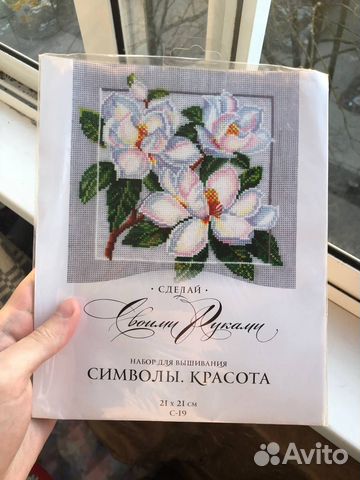 · СДЕЛАЙ ·
Своими Руками
НАБОР ДЛЯ ВЫШИВАНИЯ
СИМВОЛЫ. КРАСОТА
21 x 21 СМ
С-19
Avito